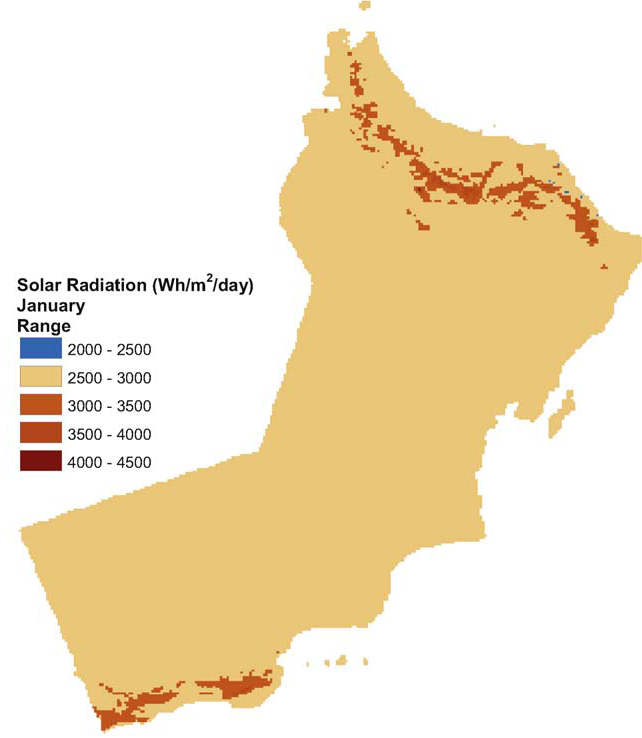 Solar Radiation (Wh/m²/day)
January
Range
2000 - 2500
2500 - 3000
3000 - 3500
3500 - 4000
4000 - 4500